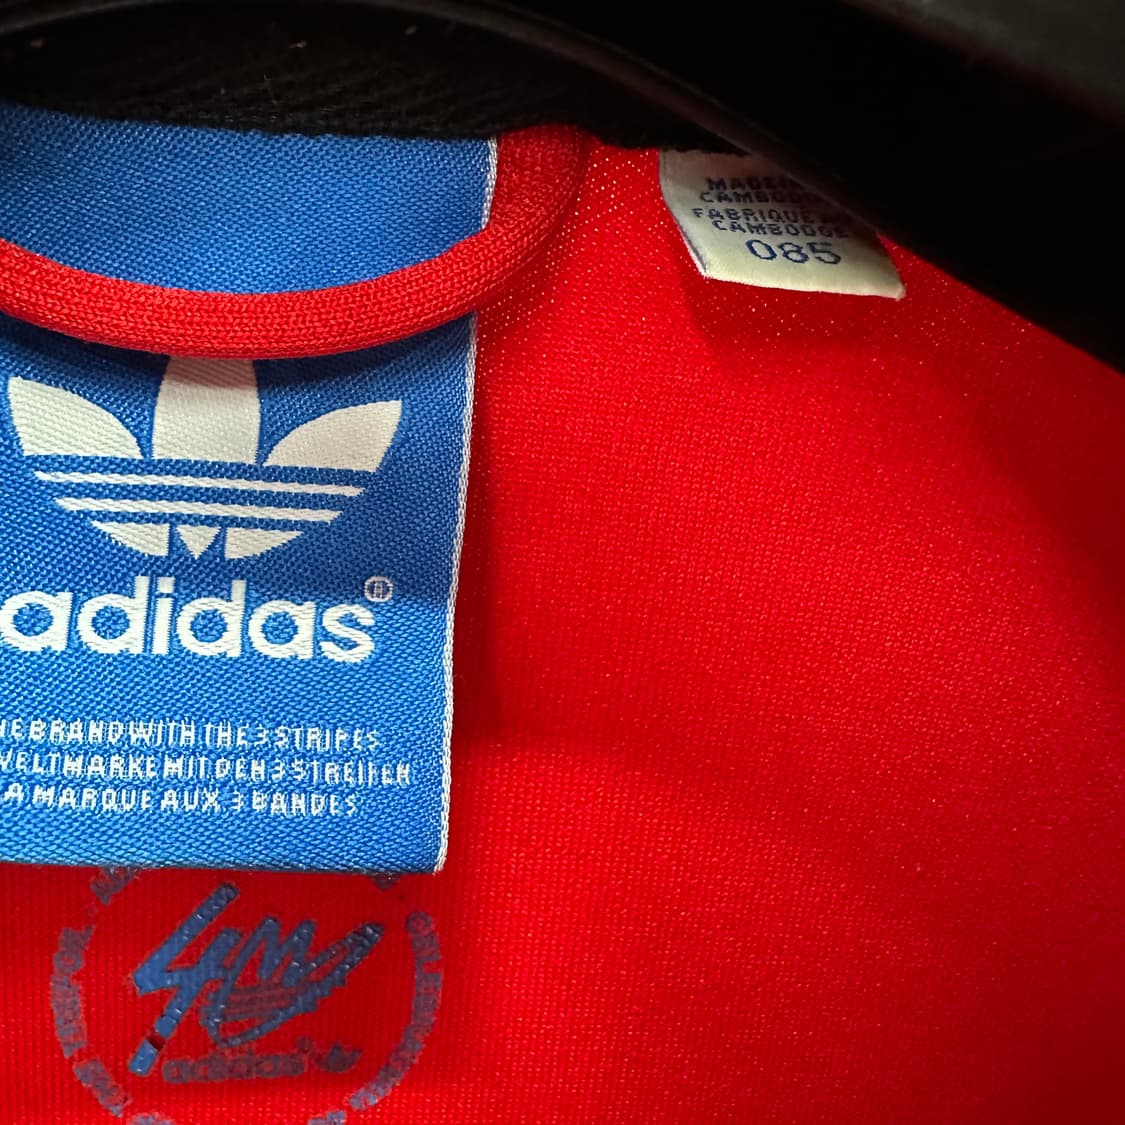 MADE IN
CAMBODIA
FABRIQUE AU
CAMBODGE
085
adidas®
THE BRAND WITH THE 3 STRIPES
WELTMARKE MIT DEN 3 STREIFEN
LA MARQUE AUX 3 BANDES
adidas